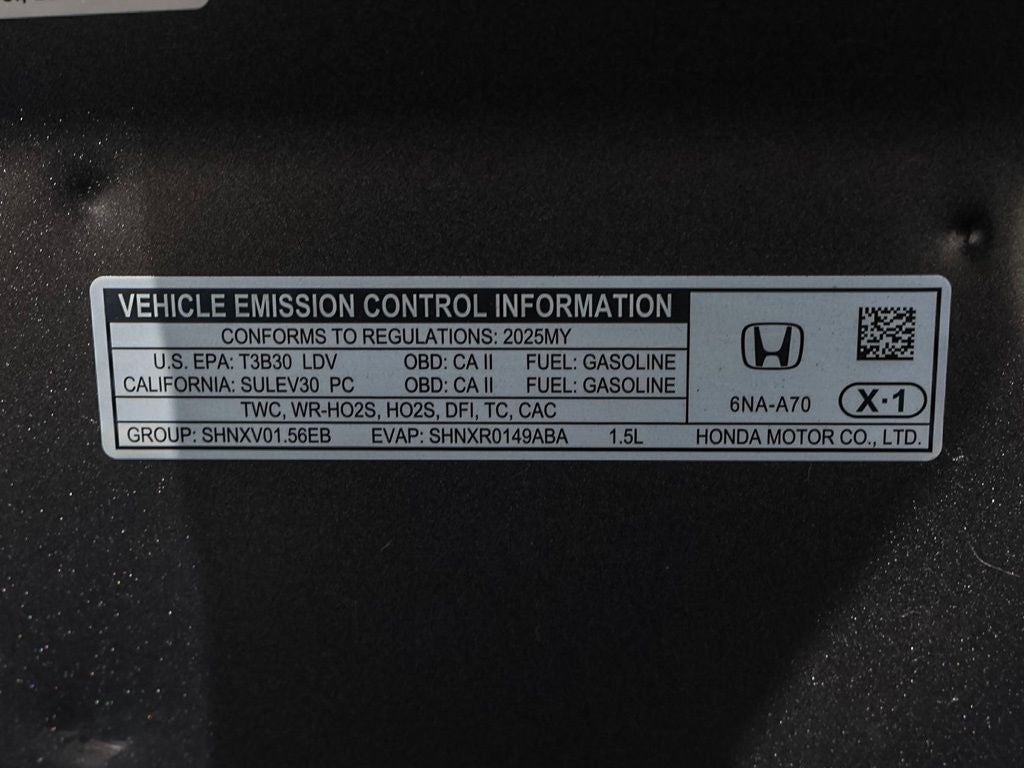 VEHICLE EMISSION CONTROL INFORMATION
CONFORMS TO REGULATIONS: 2025MY
U.S. EPA: T3B30 LDV OBD: CA II FUEL: GASOLINE
CALIFORNIA: SULEV30 PC OBD: CA II FUEL: GASOLINE
TWC, WR-HO2S, HO2S, DFI, TC, CAC
6NA-A70 X·1
GROUP: SHNXV01.56EB EVAP: SHNXR0149ABA 1.5L HONDA MOTOR CO., LTD.